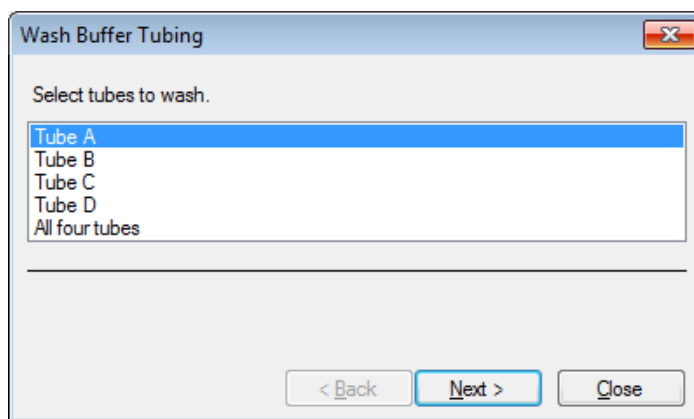 Wash Buffer Tubing
Select tubes to wash.
Tube A
Tube B
Tube C
Tube D
All four tubes
< Back Next > Close